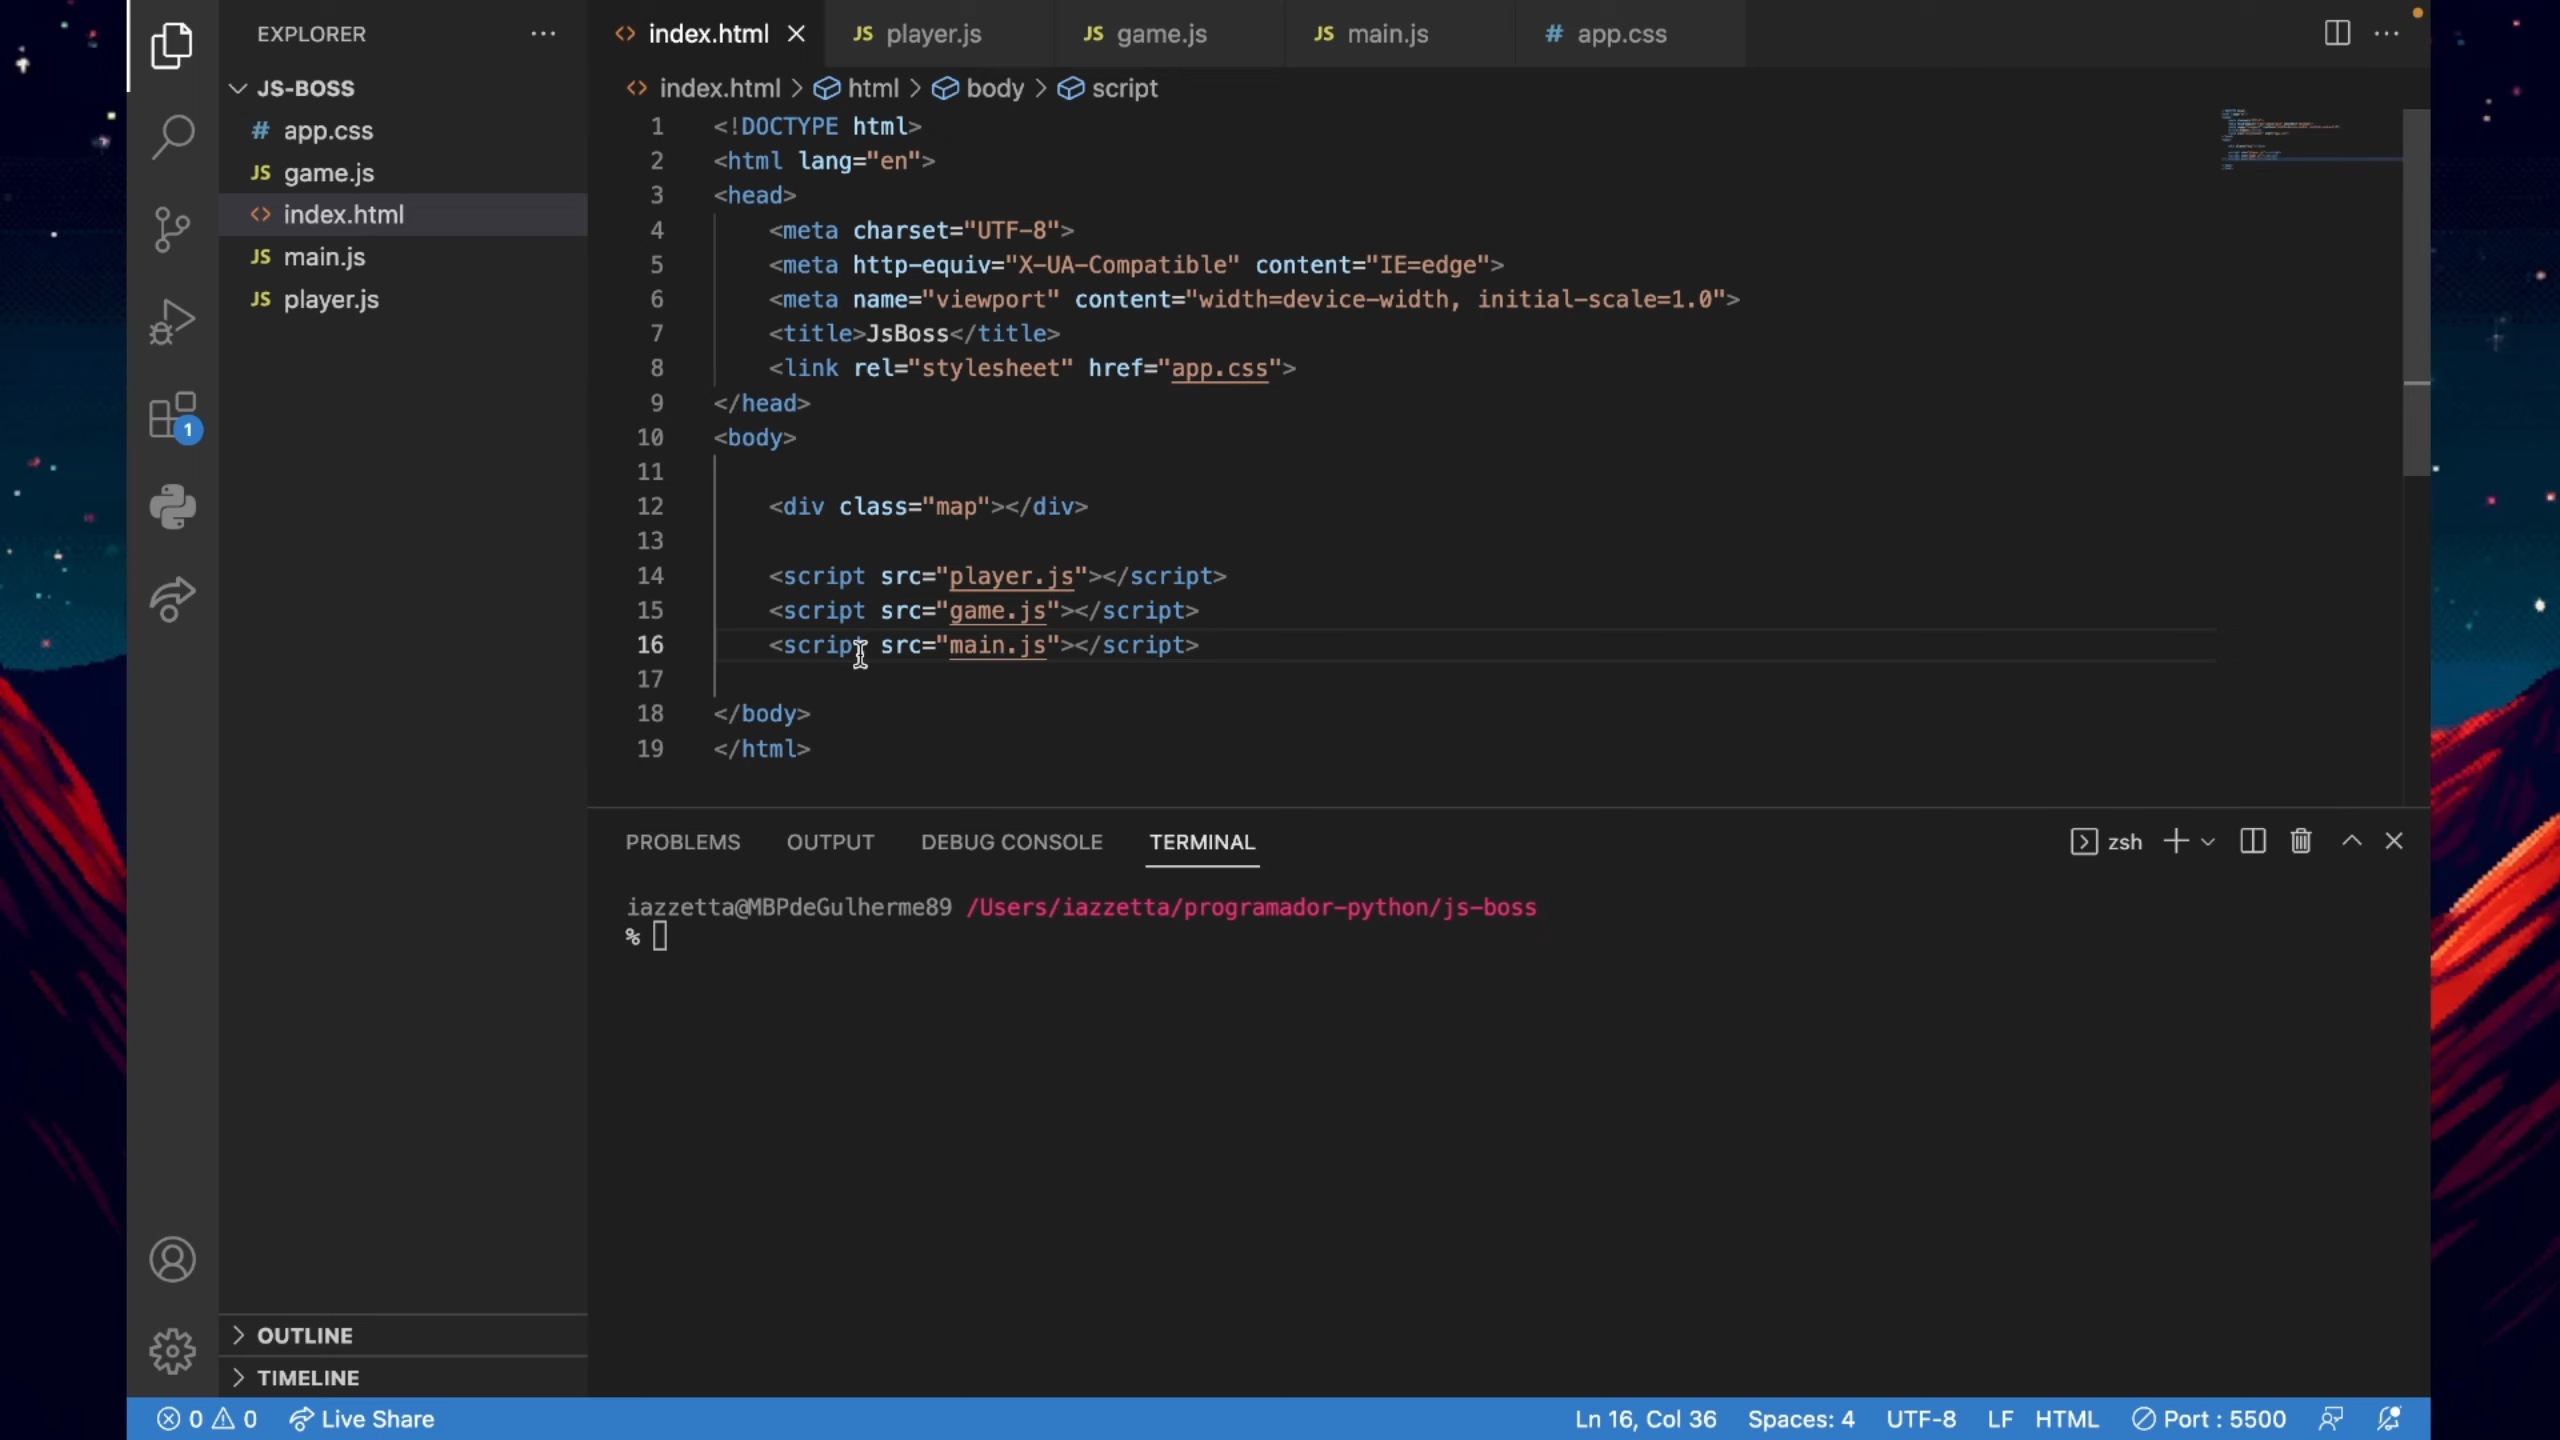 EXPLORER
JS-BOSS
# app.css
JS game.js
<> index.html
JS main.js
JS player.js
OUTLINE
TIMELINE
1
<> index.html
JS player.js
JS game.js
JS main.js
# app.css
<> index.html > html > body > script
1 <!DOCTYPE html>
2 <html lang="en">
3 <head>
4 <meta charset="UTF-8">
5 <meta http-equiv="X-UA-Compatible" content="IE=edge">
6 <meta name="viewport" content="width=device-width, initial-scale=1.0">
7 <title>JsBoss</title>
8 <link rel="stylesheet" href="app.css">
9 </head>
10 <body>
11
12 <div class="map"></div>
13
14 <script src="player.js"></script>
15 <script src="game.js"></script>
16 <script src="main.js"></script>
17
18 </body>
19 </html>
PROBLEMS OUTPUT DEBUG CONSOLE TERMINAL
zsh
iazzetta@MBPdeGulherme89 /Users/iazzetta/programador-python/js-boss
%
0 0 Live Share
Ln 16, Col 36 Spaces: 4 UTF-8 LF HTML Port : 5500